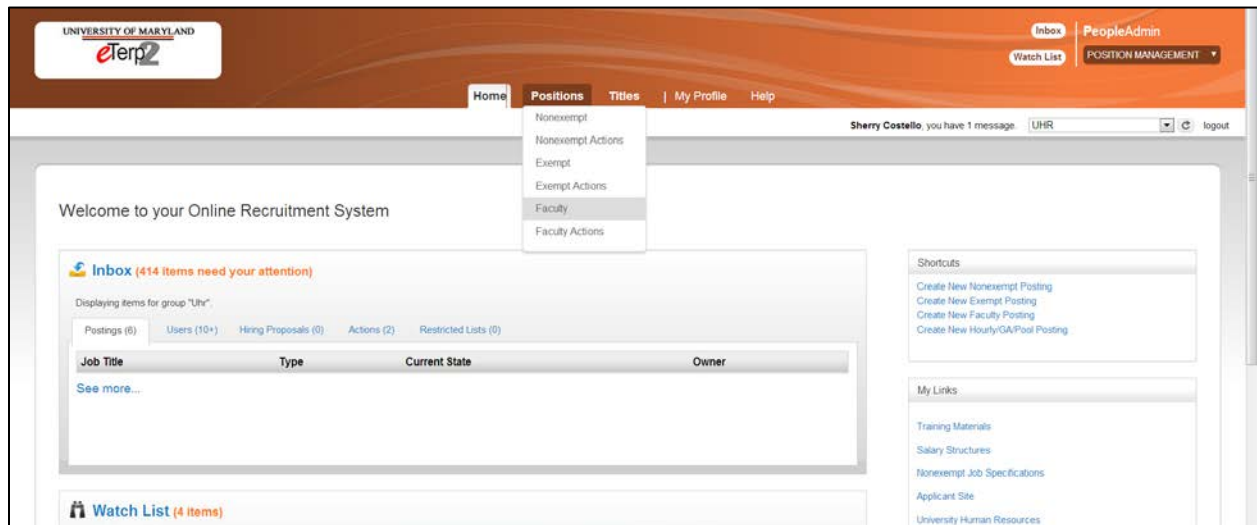 UNIVERSITY OF MARYLAND
eTerp2
Inbox
PeopleAdmin
Watch List
POSITION MANAGEMENT
Home Positions Titles | My Profile Help
Sherry Costello, you have 1 message. UHR logout
Nonexempt
Nonexempt Actions
Exempt
Exempt Actions
Faculty
Faculty Actions
Welcome to your Online Recruitment System
Inbox (414 items need your attention)
Displaying items for group "Uhr".
Postings (6) Users (10+) Hiring Proposals (0) Actions (2) Restricted Lists (0)
Job Title Type Current State Owner
See more...
Watch List (4 items)
Shortcuts
Create New Nonexempt Posting
Create New Exempt Posting
Create New Faculty Posting
Create New Hourly/GA/Pool Posting
My Links
Training Materials
Salary Structures
Nonexempt Job Specifications
Applicant Site
University Human Resources